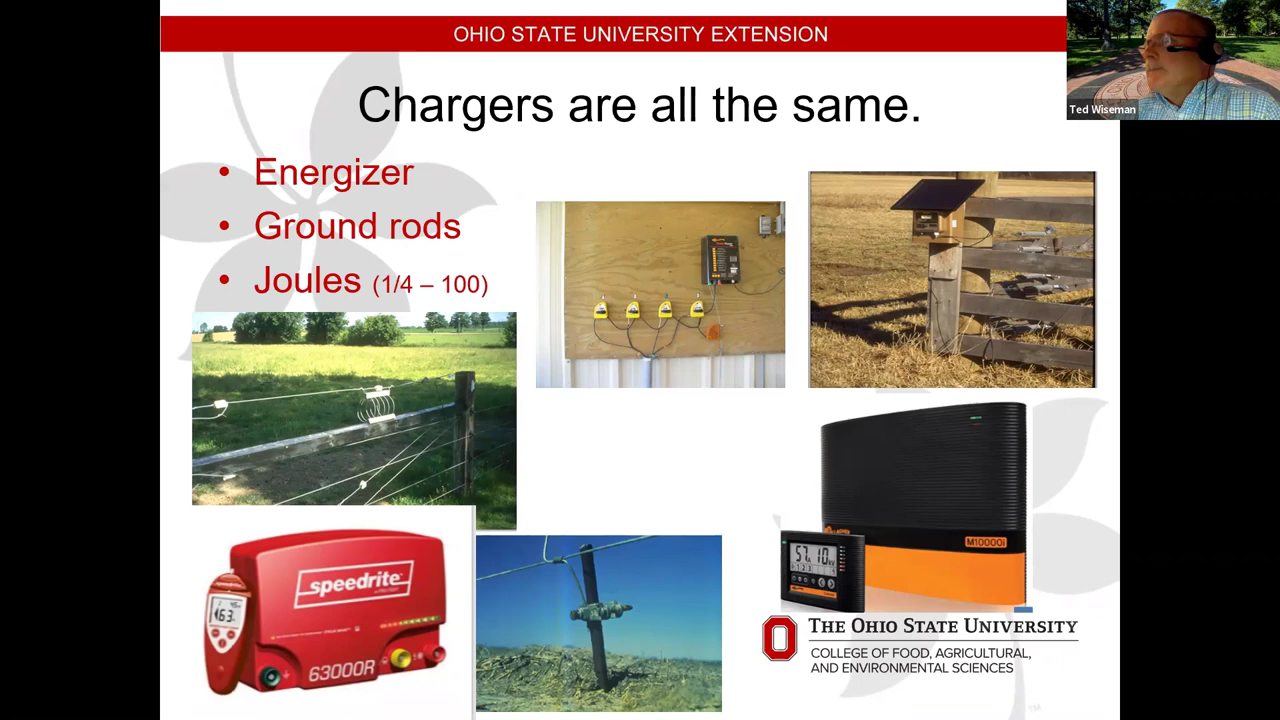 OHIO STATE UNIVERSITY EXTENSION
Ted Wiseman
Chargers are all the same.
• Energizer
• Ground rods
• Joules (1/4 – 100)
speedrite
63000R
M10000i
THE OHIO STATE UNIVERSITY
COLLEGE OF FOOD, AGRICULTURAL,
AND ENVIRONMENTAL SCIENCES